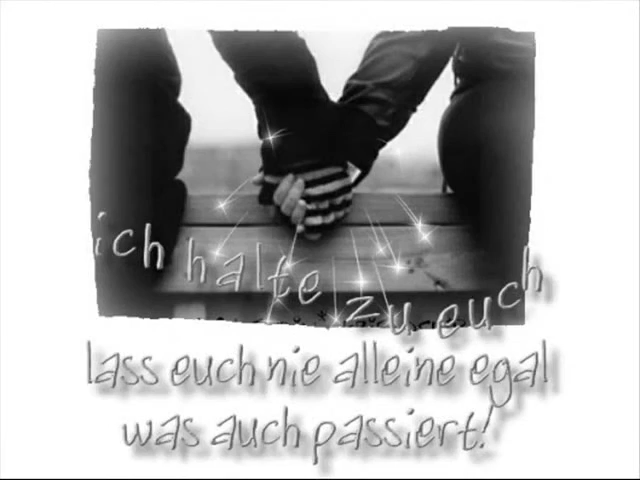 ich halte zu euch
lass euch nie alleine egal
was auch passiert!